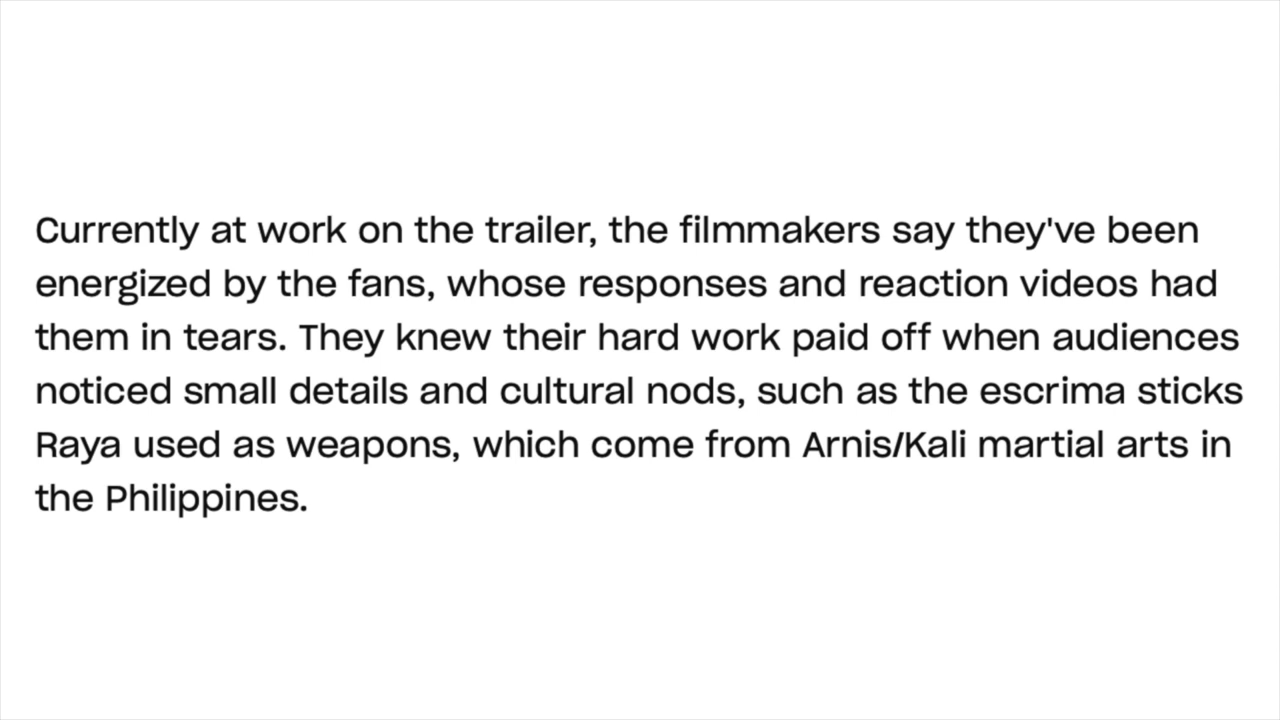 Currently at work on the trailer, the filmmakers say they've been
energized by the fans, whose responses and reaction videos had
them in tears. They knew their hard work paid off when audiences
noticed small details and cultural nods, such as the escrima sticks
Raya used as weapons, which come from Arnis/Kali martial arts in
the Philippines.